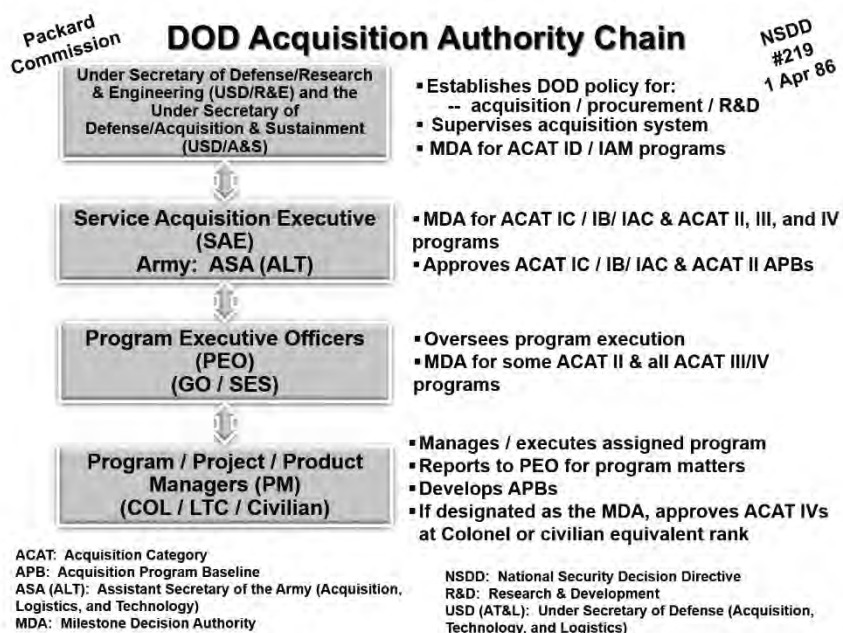 Packard
Commission
DOD Acquisition Authority Chain
NSDD
#219
1 Apr 86
Under Secretary of Defense/Research
& Engineering (USD/R&E) and the
Under Secretary of
Defense/Acquisition & Sustainment
(USD/A&S)
▪Establishes DOD policy for:
-- acquisition / procurement / R&D
▪ Supervises acquisition system
▪ MDA for ACAT ID / IAM programs
Service Acquisition Executive
(SAE)
Army: ASA (ALT)
▪MDA for ACAT IC / IB/ IAC & ACAT II, III, and IV
programs
▪Approves ACAT IC / IB/ IAC & ACAT II APBs
Program Executive Officers
(PEO)
(GO / SES)
▪Oversees program execution
▪MDA for some ACAT II & all ACAT III/IV
programs
Program / Project / Product
Managers (PM)
(COL / LTC / Civilian)
▪Manages / executes assigned program
▪Reports to PEO for program matters
▪Develops APBs
▪If designated as the MDA, approves ACAT IVs
at Colonel or civilian equivalent rank
ACAT: Acquisition Category
APB: Acquisition Program Baseline
ASA (ALT): Assistant Secretary of the Army (Acquisition,
Logistics, and Technology)
MDA: Milestone Decision Authority
NSDD: National Security Decision Directive
R&D: Research & Development
USD (AT&L): Under Secretary of Defense (Acquisition,
Technology, and Logistics)